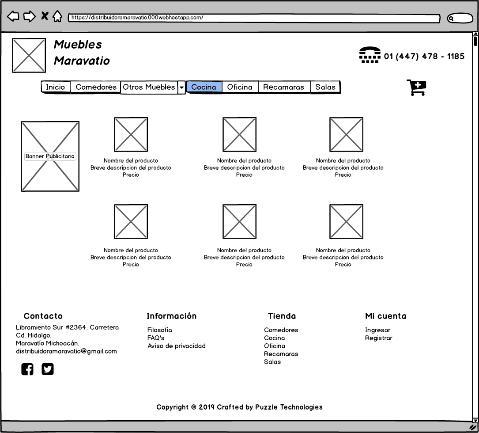 https://distribuidoramaravatio.000webhostapp.com/
Muebles
Maravatio
01 (447) 478 - 1185
Inicio Comedores Otros Muebles Cocina Oficina Recamaras Salas
Banner Publicitario
Nombre del producto
Breve descripcion del producto
Precio
Nombre del producto
Breve descripcion del producto
Precio
Nombre del producto
Breve descripcion del producto
Precio
Nombre del producto
Breve descripcion del producto
Precio
Nombre del producto
Breve descripcion del producto
Precio
Nombre del producto
Breve descripcion del producto
Precio
Contacto
Libramiento Sur #2364, Carretera
Cd. Hidalgo,
Maravatio Michoacán.
distribuidoramaravatio@gmail.com
Información
Filosofia
FAQ's
Aviso de privacidad
Tienda
Comedores
Cocina
Oficina
Recamaras
Salas
Mi cuenta
Ingresar
Registrar
Copyright © 2019 Crafted by Puzzle Technologies